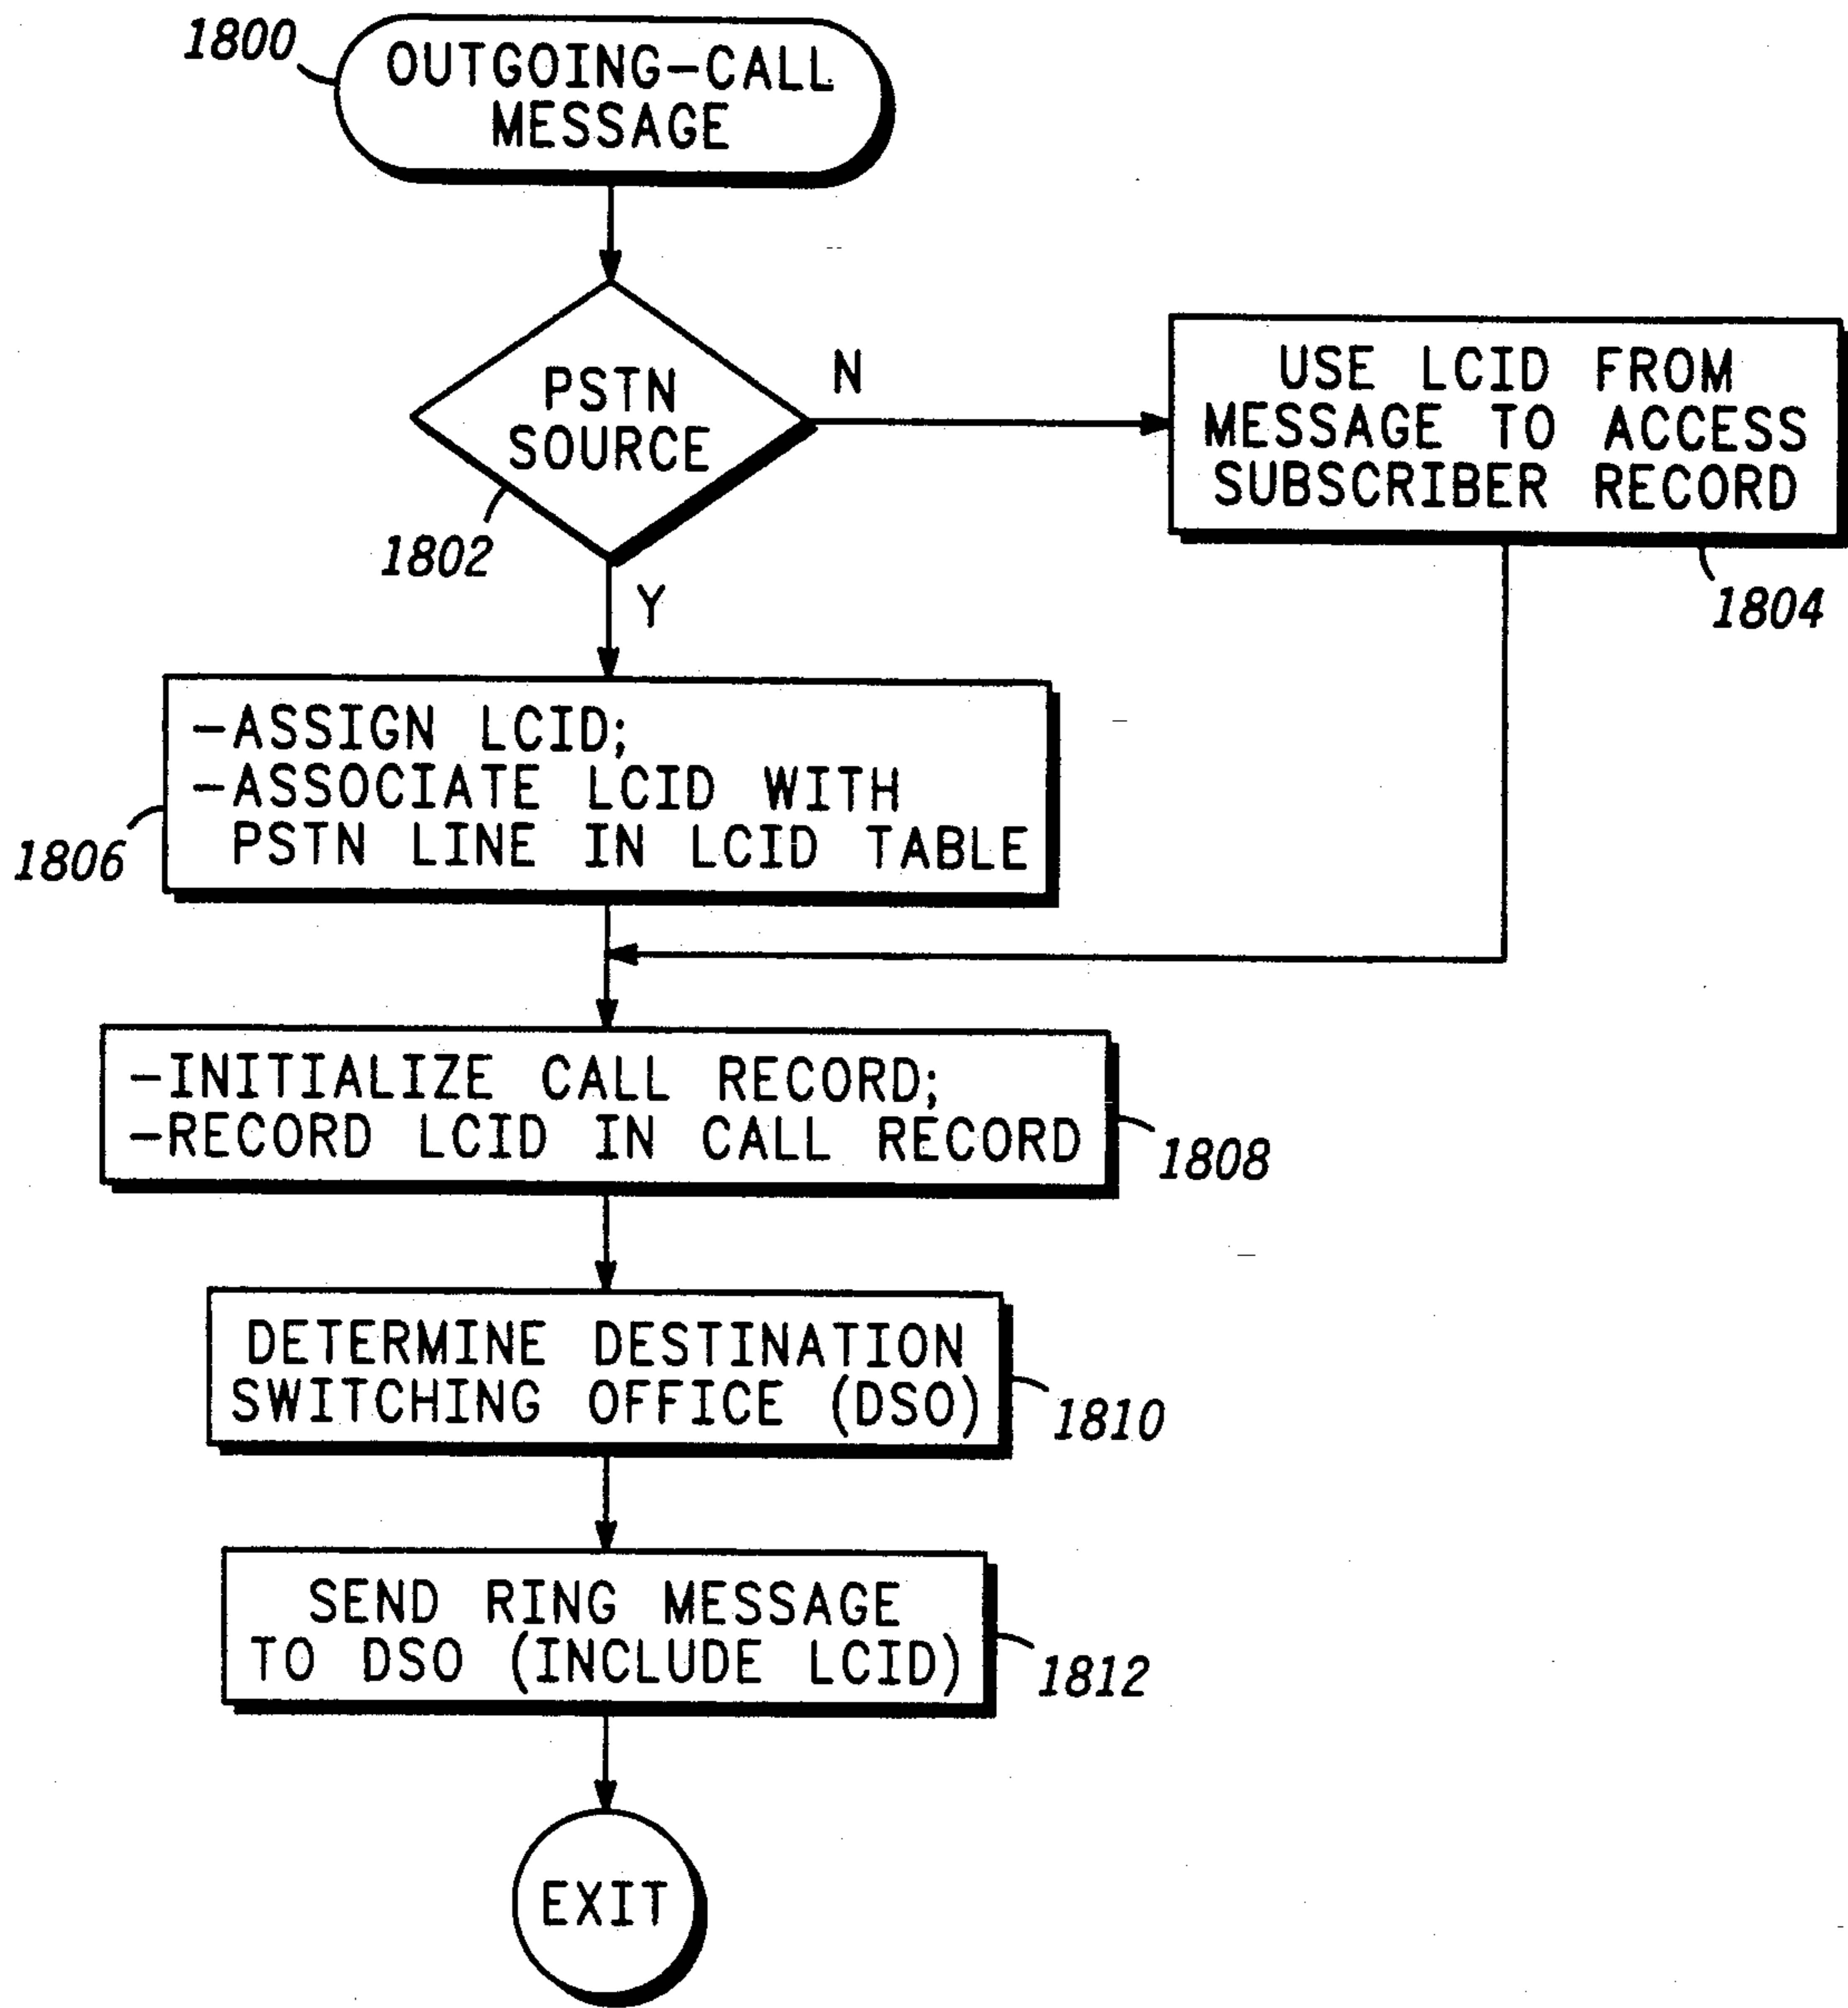 1800
OUTGOING-CALL
MESSAGE
PSTN
SOURCE
N
1802
Y
USE LCID FROM
MESSAGE TO ACCESS
SUBSCRIBER RECORD
1804
-ASSIGN LCID;
-ASSOCIATE LCID WITH
PSTN LINE IN LCID TABLE
1806
-INITIALIZE CALL RECORD;
-RECORD LCID IN CALL RECORD
1808
DETERMINE DESTINATION
SWITCHING OFFICE (DSO)
1810
SEND RING MESSAGE
TO DSO (INCLUDE LCID)
1812
EXIT